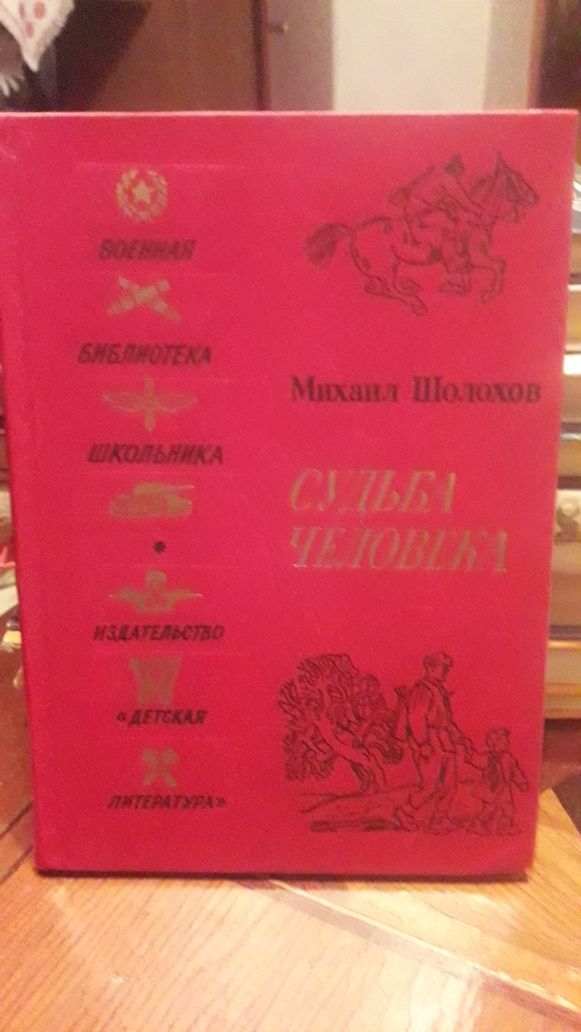 ВОЕННАЯ
БИБЛИОТЕКА
ШКОЛЬНИКА
ИЗДАТЕЛЬСТВО
«ДЕТСКАЯ
ЛИТЕРАТУРА»
Михаил Шолохов
СУДЬБА
ЧЕЛОВЕКА